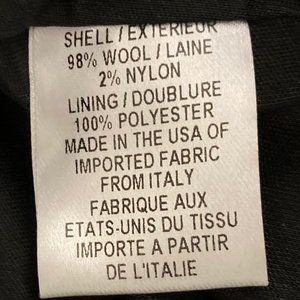 SHELL / EXTERIEUR
98% WOOL / LAINE
2% NYLON
LINING / DOUBLURE
100% POLYESTER
MADE IN THE USA OF
IMPORTED FABRIC
FROM ITALY
FABRIQUE AUX
ETATS-UNIS DU TISSU
IMPORTE A PARTIR
DE L'ITALIE